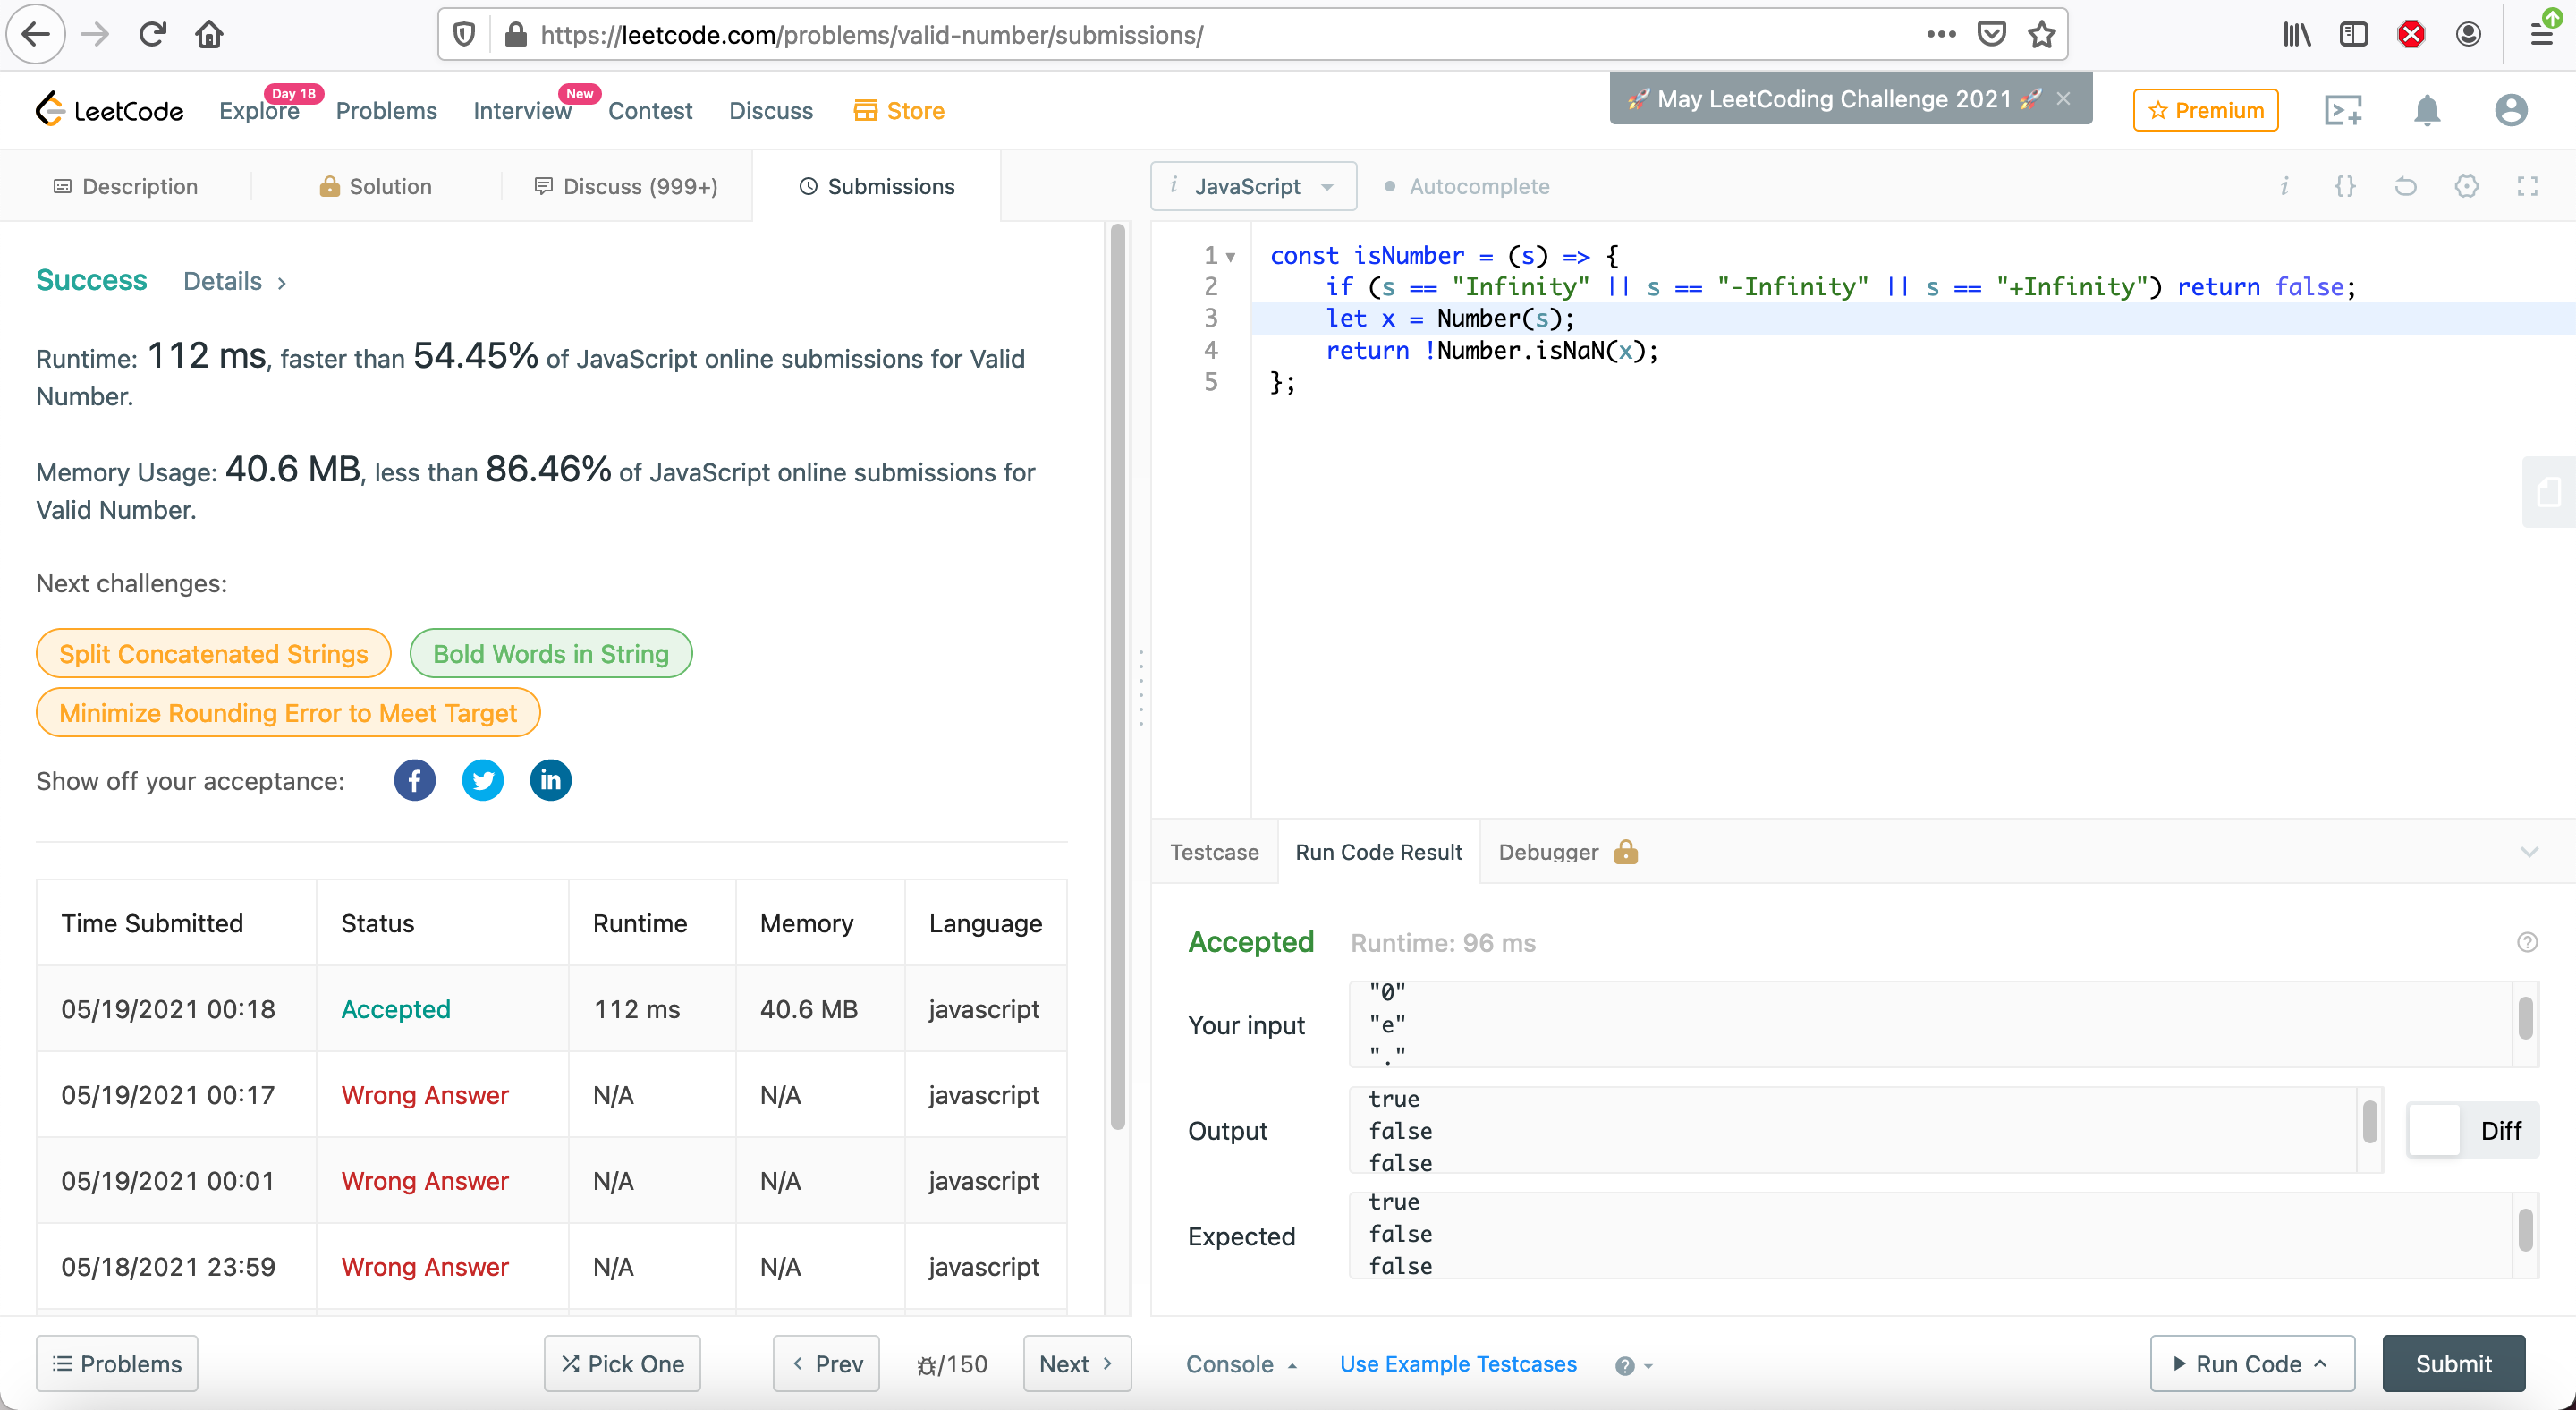 https://leetcode.com/problems/valid-number/submissions/
LeetCode
Explore
Day 18
Problems
Interview
New
Contest
Discuss
Store
🚀 May LeetCoding Challenge 2021 🚀
Premium
Description
Solution
Discuss (999+)
Submissions
i JavaScript
Autocomplete
i
{}
Success
Details
Runtime: 112 ms, faster than 54.45% of JavaScript online submissions for Valid
Number.
Memory Usage: 40.6 MB, less than 86.46% of JavaScript online submissions for
Valid Number.
Next challenges:
Split Concatenated Strings
Bold Words in String
Minimize Rounding Error to Meet Target
Show off your acceptance:
Time Submitted Status Runtime Memory Language
05/19/2021 00:18 Accepted 112 ms 40.6 MB javascript
05/19/2021 00:17 Wrong Answer N/A N/A javascript
05/19/2021 00:01 Wrong Answer N/A N/A javascript
05/18/2021 23:59 Wrong Answer N/A N/A javascript
1 const isNumber = (s) => {
2 if (s == "Infinity" || s == "-Infinity" || s == "+Infinity") return false;
3 let x = Number(s);
4 return !Number.isNaN(x);
5 };
Testcase
Run Code Result
Debugger
Accepted
Runtime: 96 ms
Your input
"0"
"e"
"."
Output
true
false
false
Diff
Expected
true
false
false
Problems
Pick One
Prev
/150
Next
Console
Use Example Testcases
Run Code
Submit